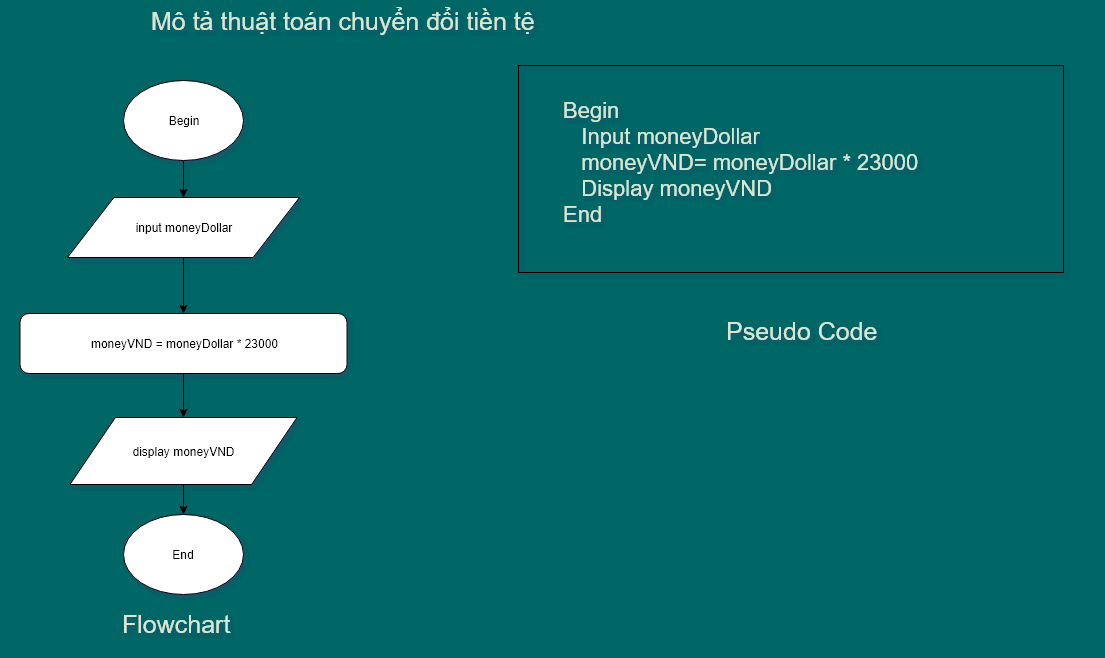 Mô tả thuật toán chuyển đổi tiền tệ
Begin
input moneyDollar
moneyVND = moneyDollar * 23000
display moneyVND
End
Flowchart
Begin
Input moneyDollar
moneyVND= moneyDollar * 23000
Display moneyVND
End
Pseudo Code